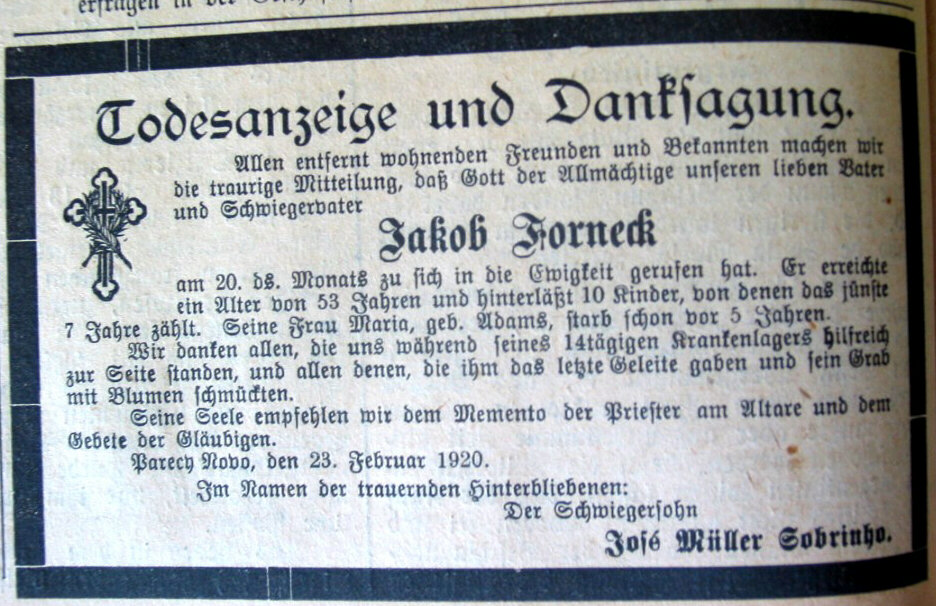 erfragen in der
Todesanzeige und Dankſagung.
Allen entfernt wohnenden Freunden und Bekannten machen wir
die traurige Mitteilung, daß Gott der Allmächtige unſeren lieben Vater
und Schwiegervater
Jakob Forneck
am 20. ds. Monats zu ſich in die Ewigkeit gerufen hat. Er erreichte
ein Alter von 53 Jahren und hinterläßt 10 Kinder, von denen das jünſte
7 Jahre zählt. Seine Frau Maria, geb. Adams, ſtarb ſchon vor 5 Jahren.
Wir danken allen, die uns während ſeines 14tägigen Krankenlagers hilfreich
zur Seite ſtanden, und allen denen, die ihm das letzte Geleite gaben und ſein Grab
mit Blumen ſchmückten.
Seine Seele empfehlen wir dem Memento der Prieſter am Altare und dem
Gebete der Gläubigen.
Parecy Novo, den 23. Februar 1920.
Im Namen der trauernden Hinterbliebenen:
Der Schwiegerſohn
Joſé Müller Sobrinho.